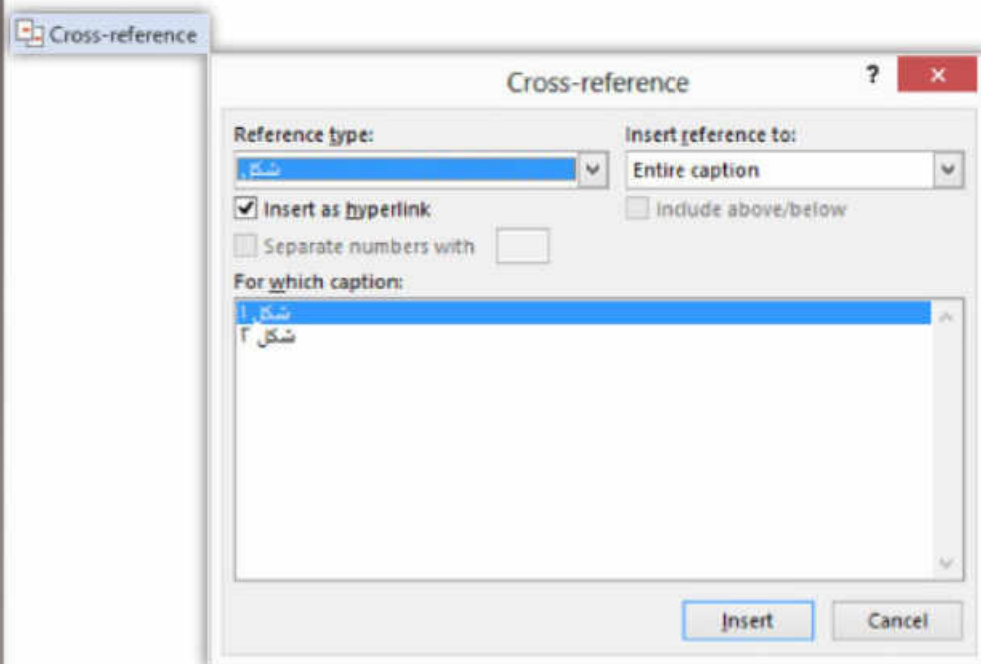 Cross-reference
Cross-reference ? ×
Reference type: Insert reference to:
شکل Entire caption
Insert as hyperlink Include above/below
Separate numbers with
For which caption:
شکل ۱
شکل ۲
Insert Cancel